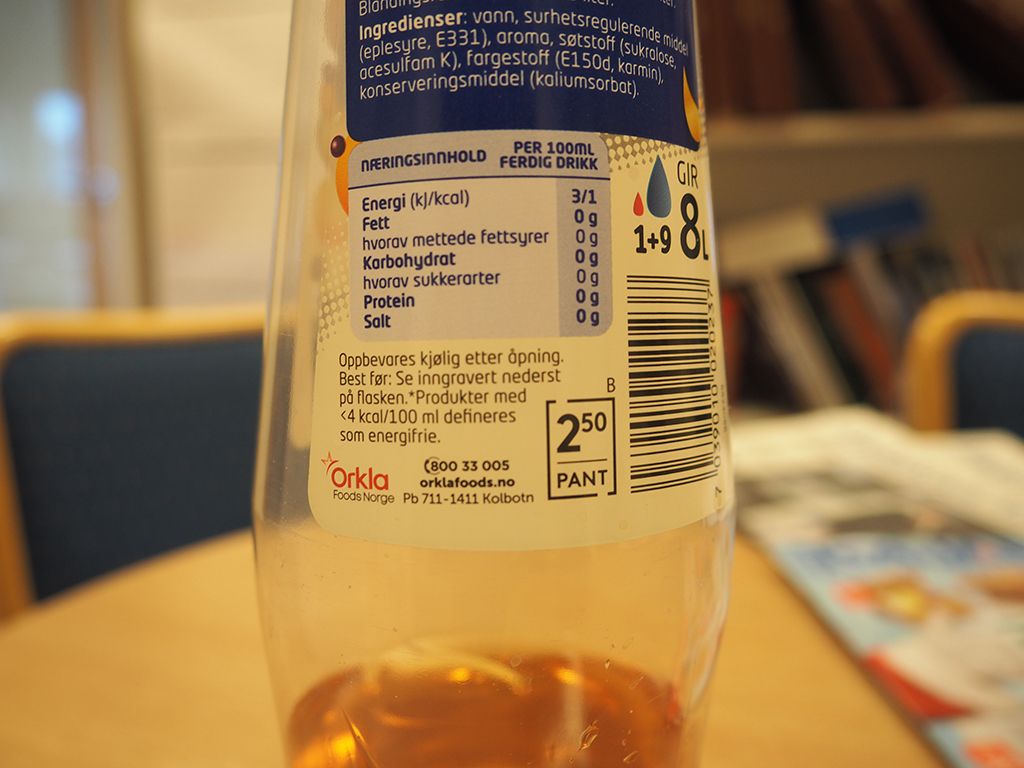 Ingredienser: vann, surhetsregulerende middel
(eplesyre, E331), aroma, søtstoff (sukralose,
acesulfam K), fargestoff (E150d, karmin),
konserveringsmiddel (kaliumsorbat).
NÆRINGSINNHOLD PER 100ML FERDIG DRIKK
Energi (kJ/kcal) 3/1
Fett 0 g
hvorav mettede fettsyrer 0 g
Karbohydrat 0 g
hvorav sukkerarter 0 g
Protein 0 g
Salt 0 g
GIR
1+9 8L
Oppbevares kjølig etter åpning.
Best før: Se inngravert nederst
på flasken.*Produkter med
<4 kcal/100 ml defineres
som energifrie.
B
250
PANT
Orkla
Foods Norge
800 33 005
orklafoods.no
Pb 711-1411 Kolbotn
7 039010 020237